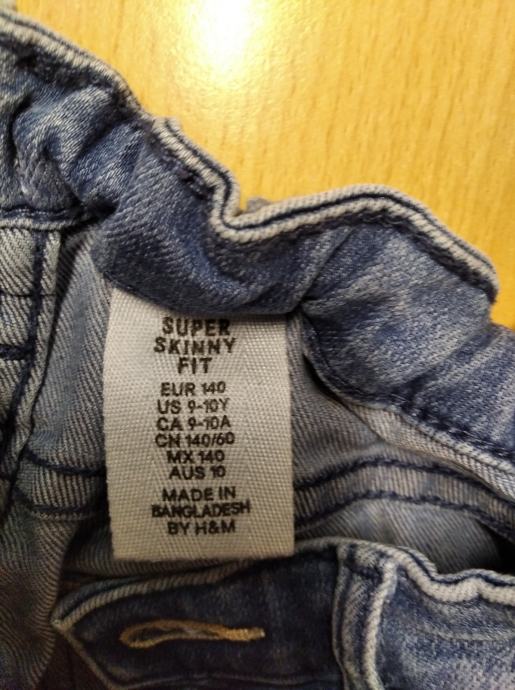 SUPER
SKINNY
FIT
EUR 140
US 9-10Y
CA 9-10A
CN 140/60
MX 140
AUS 10
MADE IN
BANGLADESH
BY H&M